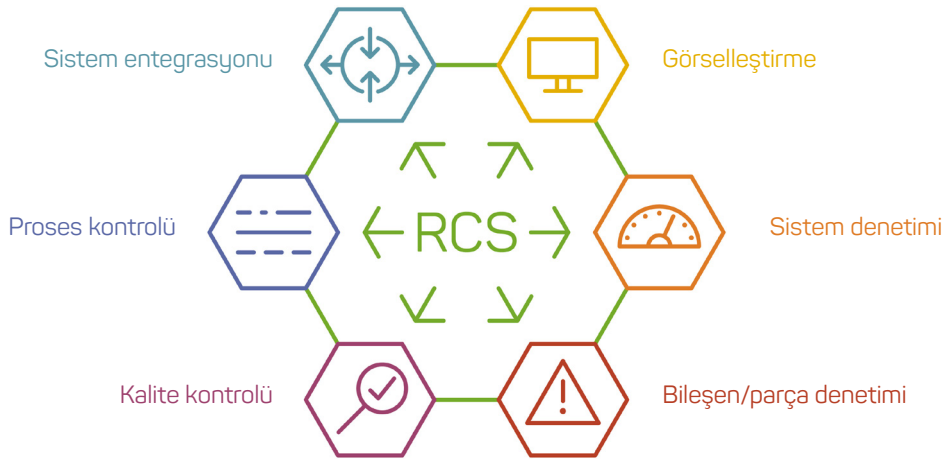 Sistem entegrasyonu
Görselleştirme
Proses kontrolü
RCS
Sistem denetimi
Kalite kontrolü
Bileşen/parça denetimi